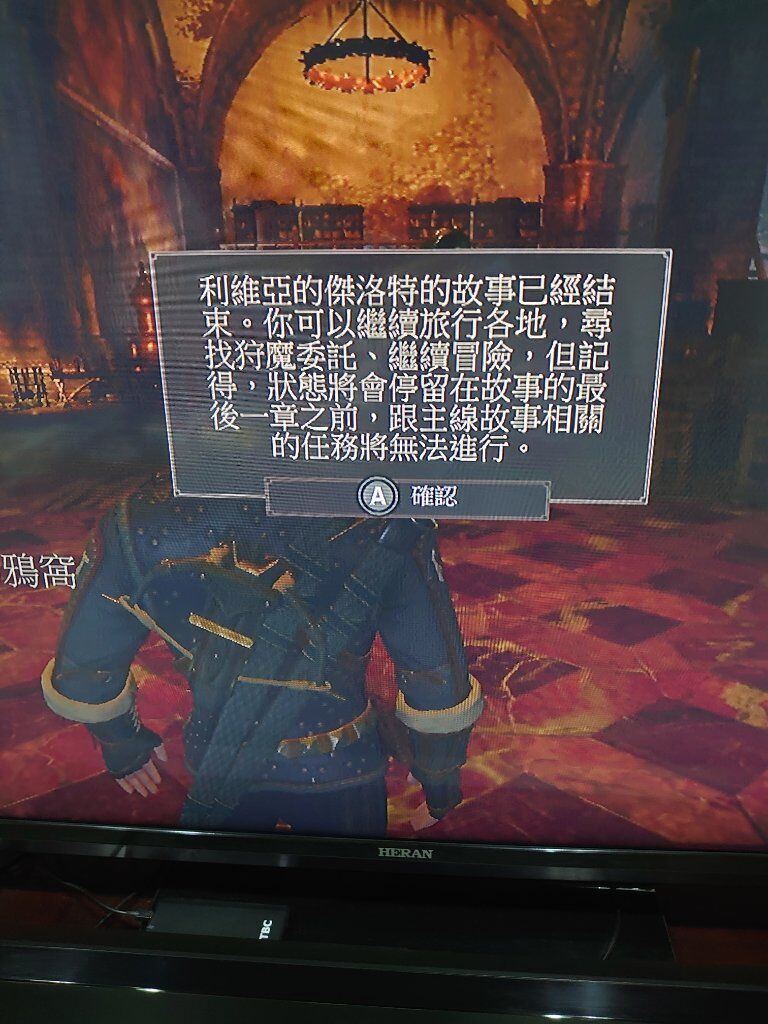 利維亞的傑洛特的故事已經結
束。你可以繼續旅行各地，尋
找狩魔委託、繼續冒險，但記
得，狀態將會停留在故事的最
後一章之前，跟主線故事相關
的任務將無法進行。
A 確認
鴉窩
HERAN
TBC